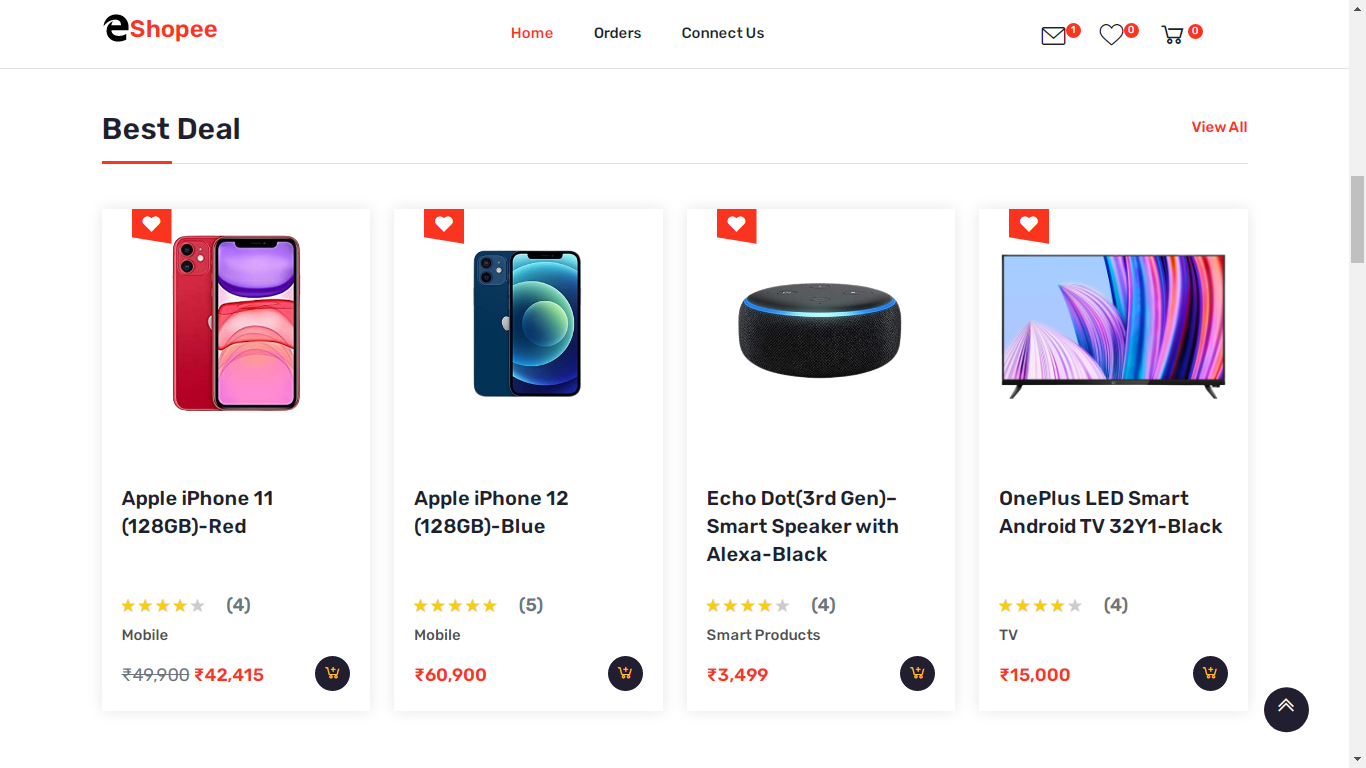 eShopee
Home Orders Connect Us
1 0 0
Best Deal
View All
Apple iPhone 11
(128GB)-Red
(4)
Mobile
₹49,900 ₹42,415
Apple iPhone 12
(128GB)-Blue
(5)
Mobile
₹60,900
Echo Dot(3rd Gen)–
Smart Speaker with
Alexa-Black
(4)
Smart Products
₹3,499
OnePlus LED Smart
Android TV 32Y1-Black
(4)
TV
₹15,000